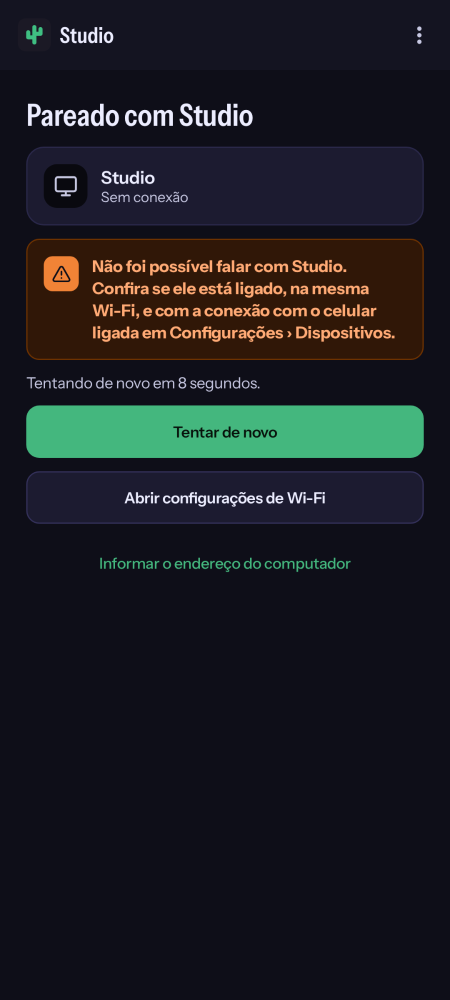 Studio
Pareado com Studio
Studio
Sem conexão
Não foi possível falar com Studio.
Confira se ele está ligado, na mesma
Wi-Fi, e com a conexão com o celular
ligada em Configurações › Dispositivos.
Tentando de novo em 8 segundos.
Tentar de novo
Abrir configurações de Wi-Fi
Informar o endereço do computador